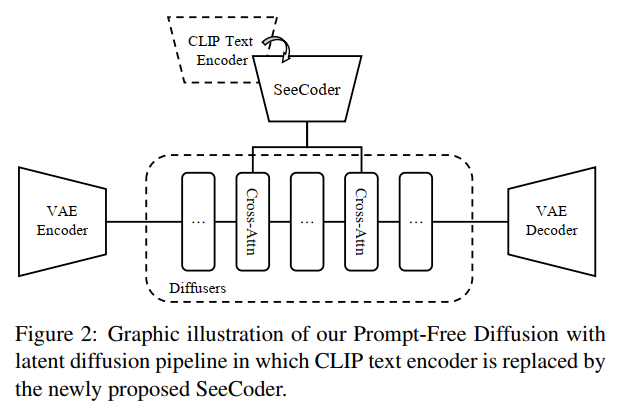 CLIP Text
Encoder
SeeCoder
VAE
Encoder
...
Cross-Attn
...
Cross-Attn
...
VAE
Decoder
Diffusers
Figure 2: Graphic illustration of our Prompt-Free Diffusion with
latent diffusion pipeline in which CLIP text encoder is replaced by
the newly proposed SeeCoder.